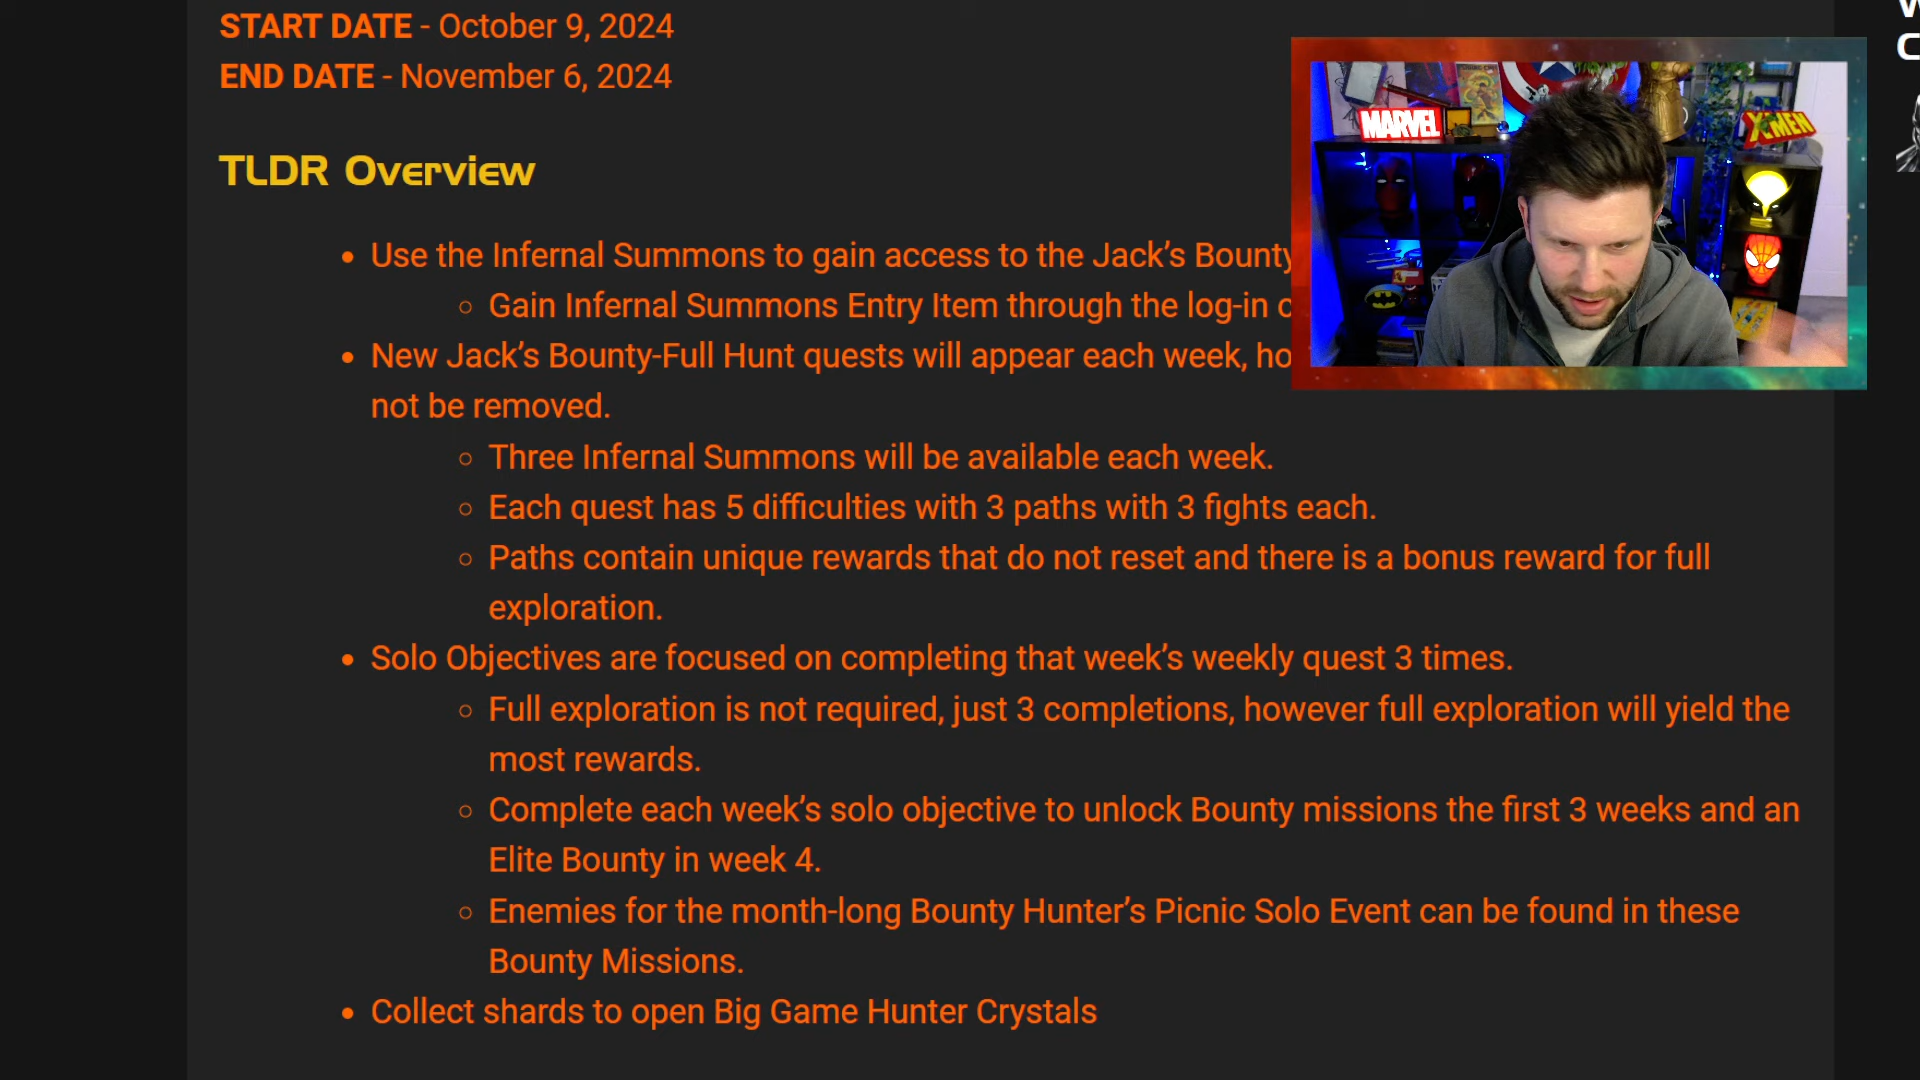 START DATE - October 9, 2024
END DATE - November 6, 2024
TLDR Overview
Use the Infernal Summons to gain access to the Jack’s Bounty
Gain Infernal Summons Entry Item through the log-in
New Jack’s Bounty-Full Hunt quests will appear each week,
not be removed.
Three Infernal Summons will be available each week.
Each quest has 5 difficulties with 3 paths with 3 fights each.
Paths contain unique rewards that do not reset and there is a bonus reward for full
exploration.
Solo Objectives are focused on completing that week’s weekly quest 3 times.
Full exploration is not required, just 3 completions, however full exploration will yield the
most rewards.
Complete each week’s solo objective to unlock Bounty missions the first 3 weeks and an
Elite Bounty in week 4.
Enemies for the month-long Bounty Hunter’s Picnic Solo Event can be found in these
Bounty Missions.
Collect shards to open Big Game Hunter Crystals
MARVEL
X-MEN